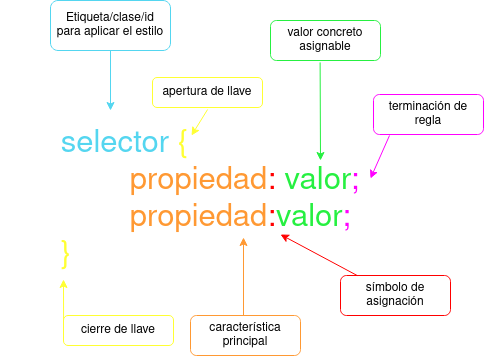 Etiqueta/clase/id
para aplicar el estilo
valor concreto
asignable
apertura de llave
terminación de
regla
selector {
propiedad: valor;
propiedad:valor;
}
símbolo de
asignación
cierre de llave
característica
principal